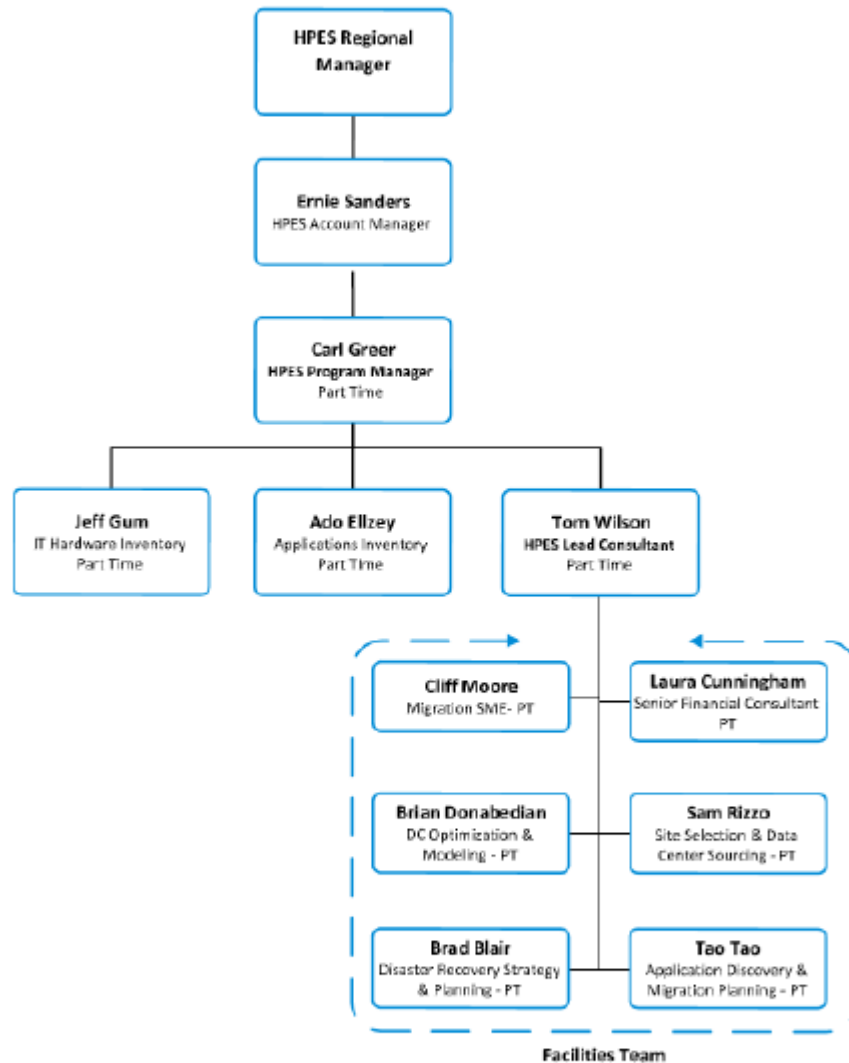 HPES Regional
Manager
Ernie Sanders
HPES Account Manager
Carl Greer
HPES Program Manager
Part Time
Jeff Gum
IT Hardware Inventory
Part Time
Ado Ellzey
Applications Inventory
Part Time
Tom Wilson
HPES Lead Consultant
Part Time
Cliff Moore
Migration SME- PT
Laura Cunningham
Senior Financial Consultant
PT
Brian Donabedian
DC Optimization &
Modeling - PT
Sam Rizzo
Site Selection & Data
Center Sourcing - PT
Brad Blair
Disaster Recovery Strategy
& Planning - PT
Tao Tao
Application Discovery &
Migration Planning - PT
Facilities Team